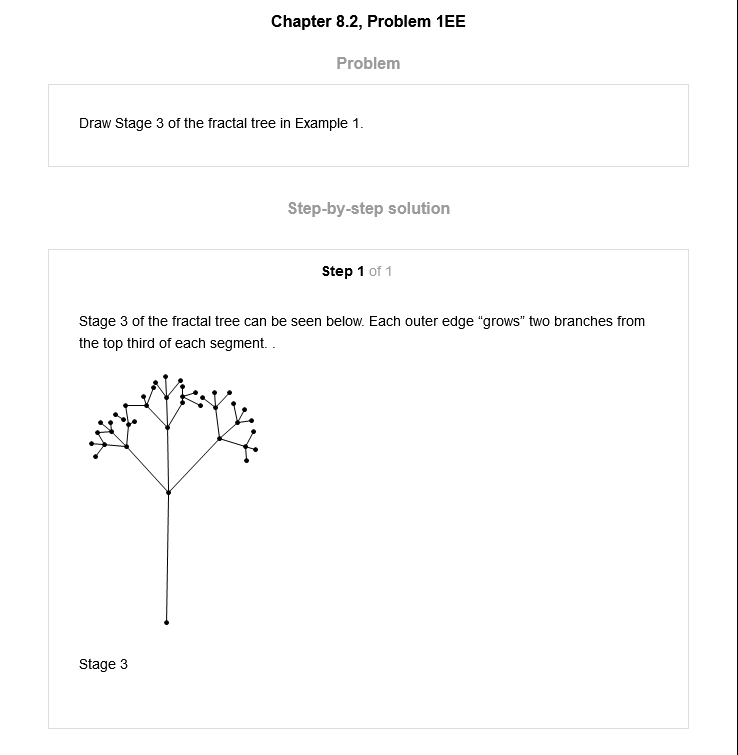 Chapter 8.2, Problem 1EE
Problem
Draw Stage 3 of the fractal tree in Example 1.
Step-by-step solution
Step 1 of 1
Stage 3 of the fractal tree can be seen below. Each outer edge “grows” two branches from
the top third of each segment. .
Stage 3